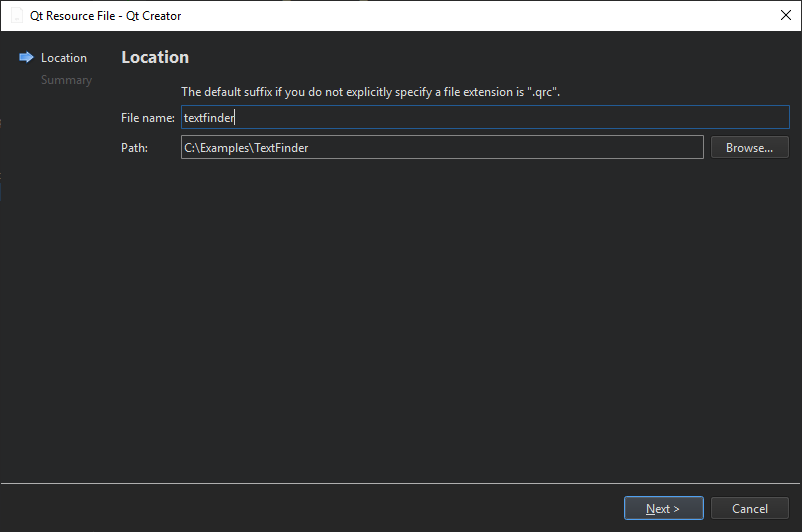 Qt Resource File - Qt Creator
Location
Summary
Location
The default suffix if you do not explicitly specify a file extension is ".qrc".
File name: textfinder
Path: C:\Examples\TextFinder Browse...
Next > Cancel